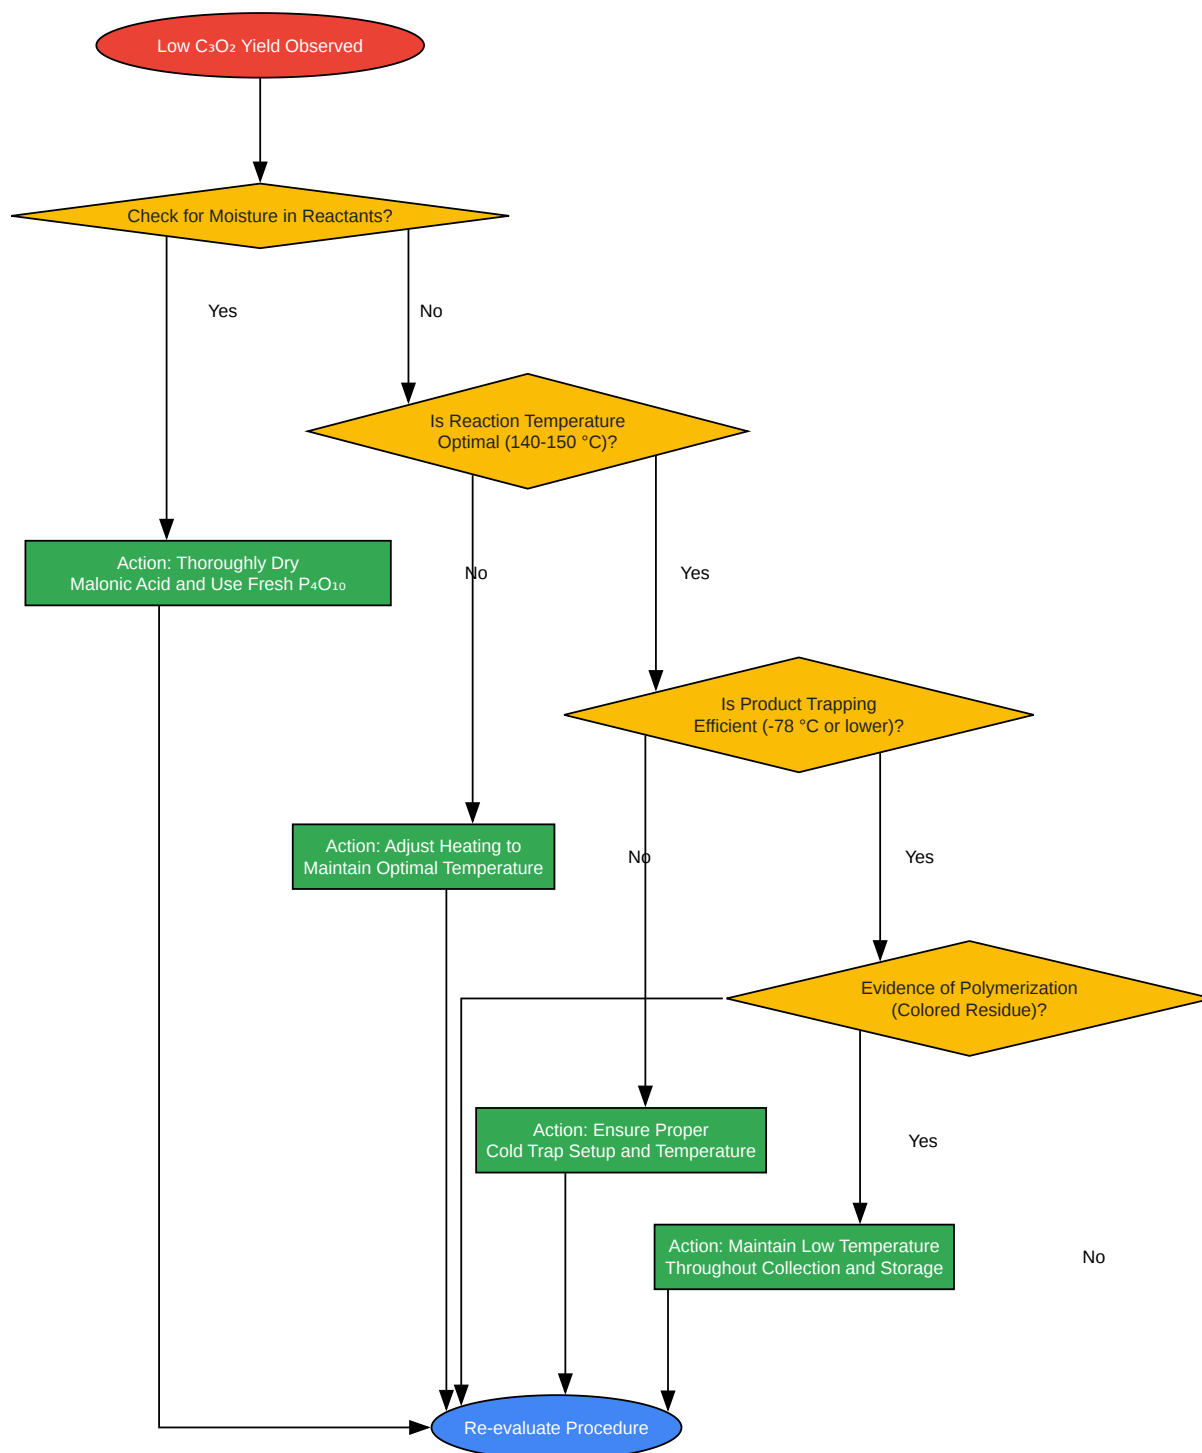 Low C₃O₂ Yield Observed
Check for Moisture in Reactants?
Yes
No
Is Reaction Temperature
Optimal (140-150 °C)?
Action: Thoroughly Dry
Malonic Acid and Use Fresh P₄O₁₀
No
Yes
Is Product Trapping
Efficient (-78 °C or lower)?
Action: Adjust Heating to
Maintain Optimal Temperature
No
Yes
Evidence of Polymerization
(Colored Residue)?
Action: Ensure Proper
Cold Trap Setup and Temperature
Yes
Action: Maintain Low Temperature
Throughout Collection and Storage
No
Re-evaluate Procedure